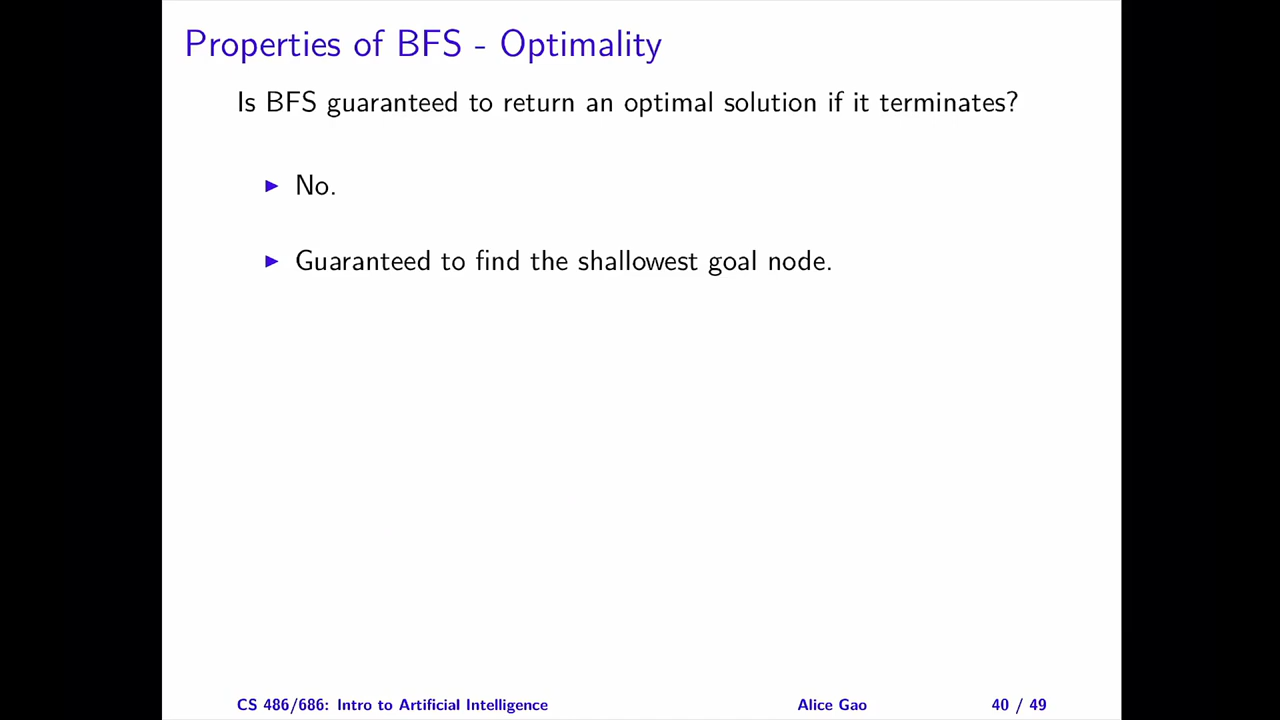 Properties of BFS - Optimality
Is BFS guaranteed to return an optimal solution if it terminates?
▶ No.
▶ Guaranteed to find the shallowest goal node.
CS 486/686: Intro to Artificial Intelligence Alice Gao 40 / 49